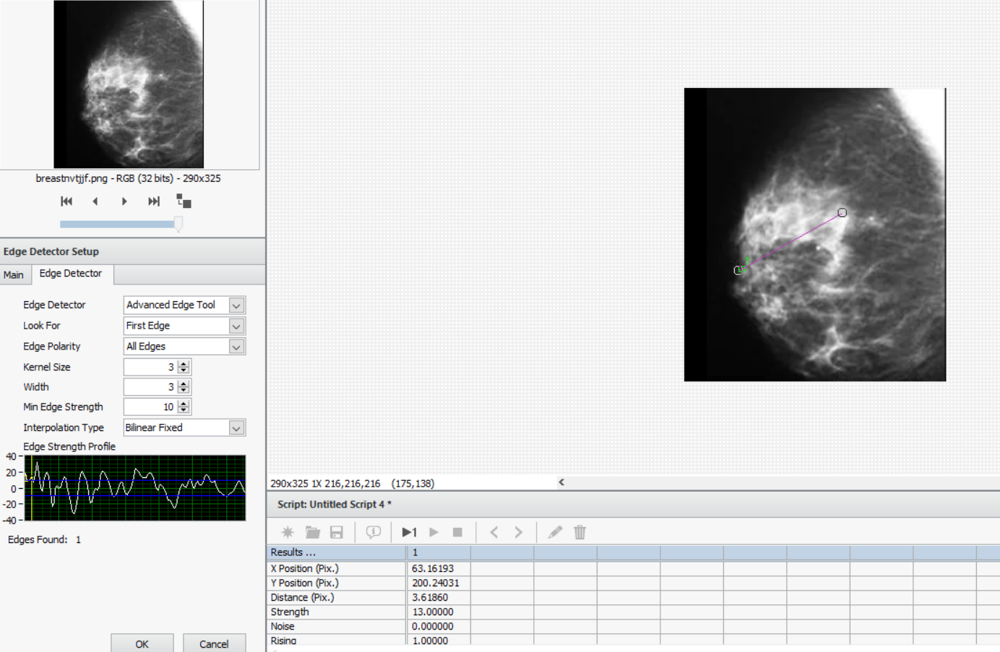 breastnvtjjf.png - RGB (32 bits) - 290x325
Edge Detector Setup
Main
Edge Detector
Edge Detector
Advanced Edge Tool
Look For
First Edge
Edge Polarity
All Edges
Kernel Size
3
Width
3
Min Edge Strength
10
Interpolation Type
Bilinear Fixed
Edge Strength Profile
40
20
0
-20
-40
Edges Found: 1
OK
Cancel
290x325 1X 216,216,216 (175,138)
Script: Untitled Script 4 *
1
Results ... 1
X Position (Pix.) 63.16193
Y Position (Pix.) 200.24031
Distance (Pix.) 3.61860
Strength 13.00000
Noise 0.000000
Rising 1.00000